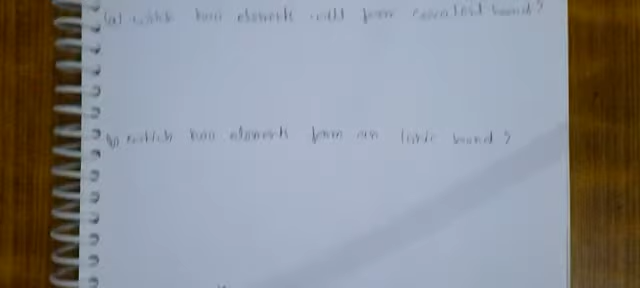 (a) which two elements will form covalent bond?
(b) which two elements form an ionic bond?